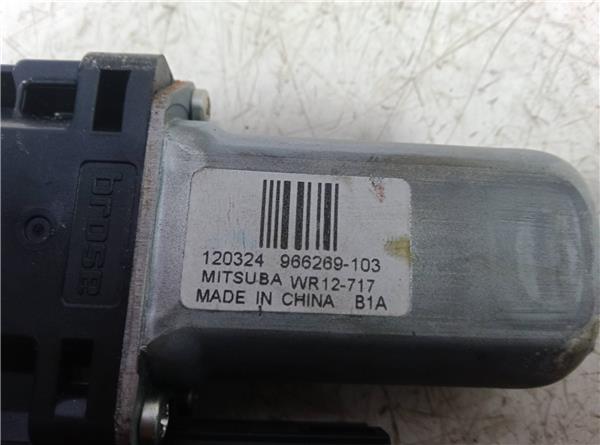 brose
120324 966269-103
MITSUBA WR12-717
MADE IN CHINA B1A